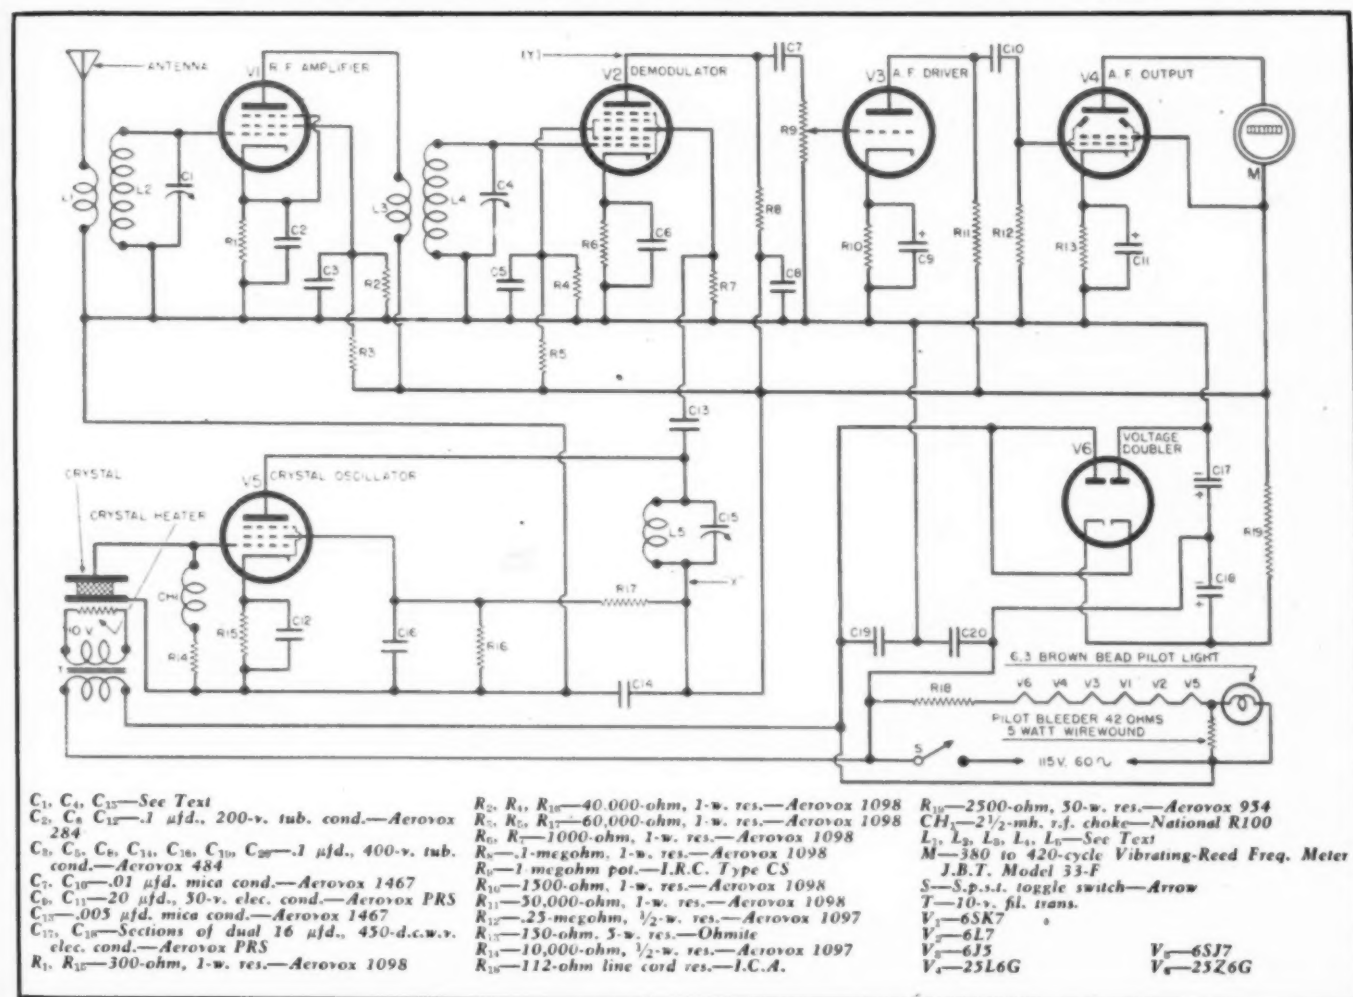 ANTENNA
V1
R.F. AMPLIFIER
(Y)
V2
DEMODULATOR
C7
V3
A.F. DRIVER
C10
V4
A.F. OUTPUT
L1
L2
C1
R1
C2
C3
R2
L3
L4
C4
C5
R4
R6
C6
R7
R8
C8
R9
R10
C9
R11
R12
R13
C11
M
R3
R5
C13
CRYSTAL
CRYSTAL HEATER
V5
CRYSTAL OSCILLATOR
L5
C15
"X"
V6
VOLTAGE
DOUBLER
C17
C18
R19
10 V.
T
CH1
R14
R15
C12
C16
R16
R17
C14
C19
C20
6.3 BROWN BEAD PILOT LIGHT
R18
V6 V4 V3 V1 V2 V5
PILOT BLEEDER 42 OHMS
5 WATT WIREWOUND
S
115V. 60~
C₁, C₄, C₁₅—See Text
C₂, C₆ C₁₂—.1 µfd., 200-v. tub. cond.—Aerovox
284
C₃, C₅, C₈, C₁₄, C₁₆, C₁₉, C₂₀—.1 µfd., 400-v. tub.
cond.—Aerovox 484
C₇, C₁₀—.01 µfd. mica cond.—Aerovox 1467
C₉, C₁₁—20 µfd., 50-v. elec. cond.—Aerovox PRS
C₁₃—.005 µfd. mica cond.—Aerovox 1467
C₁₇, C₁₈—Sections of dual 16 µfd., 450-d.c.w.v.
elec. cond.—Aerovox PRS
R₁, R₁₅—300-ohm, 1-w. res.—Aerovox 1098
R₂, R₄, R₁₆—40,000-ohm, 1-w. res.—Aerovox 1098
R₃, R₅, R₁₇—60,000-ohm, 1-w. res.—Aerovox 1098
R₆, R₇—1000-ohm, 1-w. res.—Aerovox 1098
R₈—.1-megohm, 1-w. res.—Aerovox 1098
R₉—1 megohm pot.—I.R.C. Type CS
R₁₀—1500-ohm, 1-w. res.—Aerovox 1098
R₁₁—50,000-ohm, 1-w. res.—Aerovox 1098
R₁₂—.25-megohm, ½-w. res.—Aerovox 1097
R₁₃—150-ohm. 5-w. res.—Ohmite
R₁₄—10,000-ohm, ½-w. res.—Aerovox 1097
R₁₈—112-ohm line cord res.—I.C.A.
R₁₉—2500-ohm, 50-w. res.—Aerovox 954
CH₁—2½-mh. r.f. choke—National R100
L₁, L₂, L₃, L₄, L₅—See Text
M—380 to 420-cycle Vibrating-Reed Freq. Meter
J.B.T. Model 33-F
S—S.p.s.t. toggle switch—Arrow
T—10-v. fil. trans.
V₁—6SK7
V₂—6L7
V₃—6J5 V₅—6SJ7
V₄—25L6G V₆—25Z6G